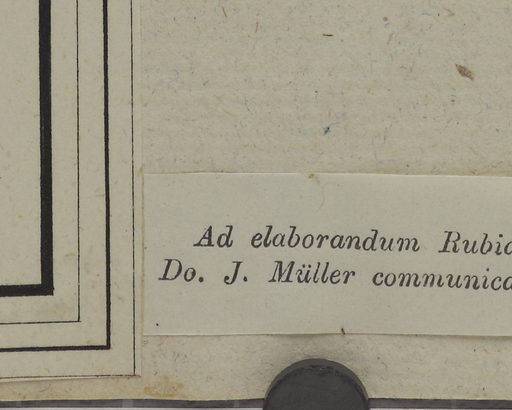 Ad elaborandum Rubia
Do. J. Müller communica